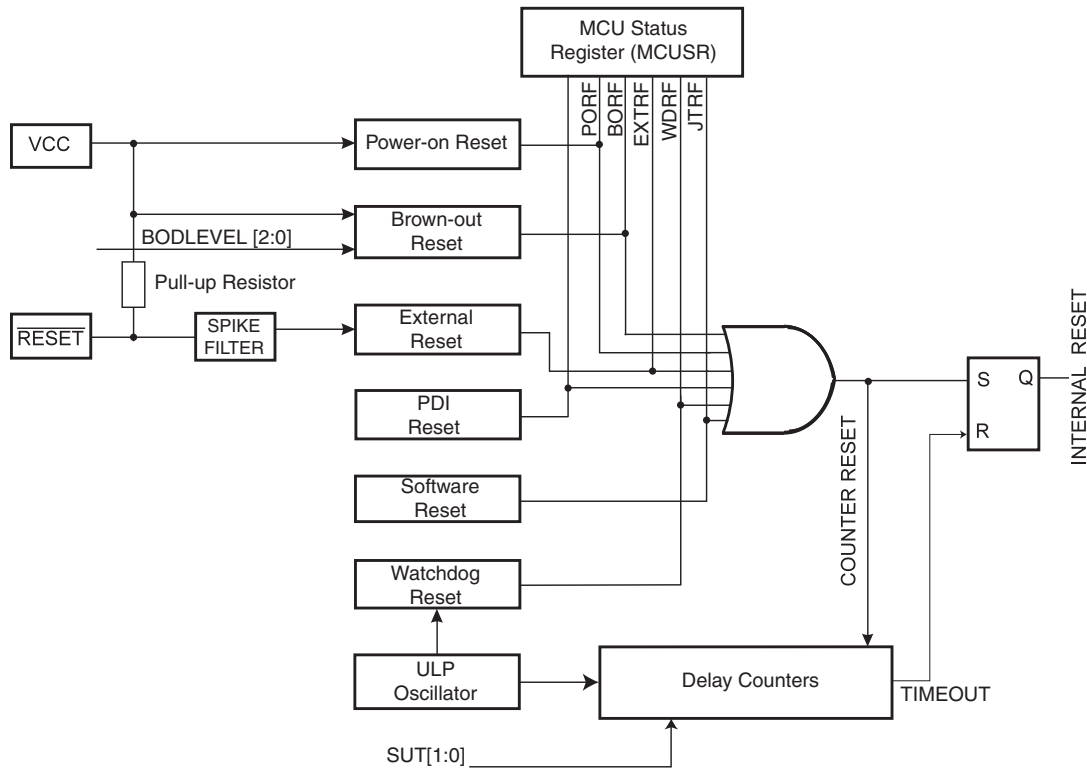 MCU Status
Register (MCUSR)
PORF
BORF
EXTRF
WDRF
JTRF
VCC
Power-on Reset
Brown-out
Reset
BODLEVEL [2:0]
Pull-up Resistor
RESET
SPIKE
FILTER
External
Reset
PDI
Reset
Software
Reset
Watchdog
Reset
ULP
Oscillator
Delay Counters
SUT[1:0]
COUNTER RESET
TIMEOUT
S
Q
R
INTERNAL RESET